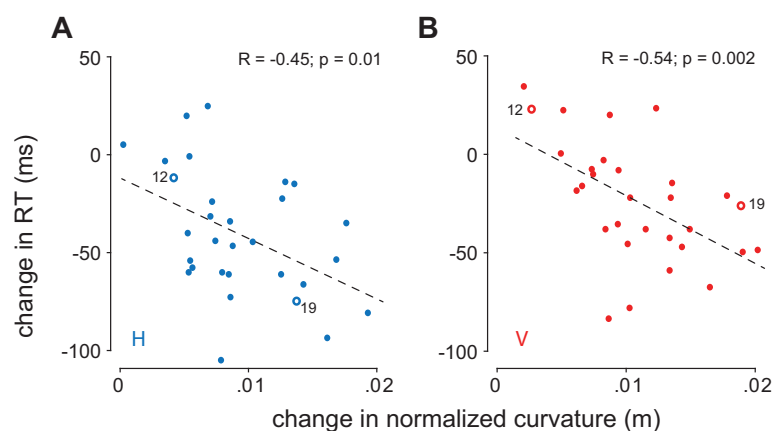 A
R = -0.45; p = 0.01
B
R = -0.54; p = 0.002
change in RT (ms)
50
0
-50
-100
12
19
H
0
.01
.02
50
0
-50
-100
12
19
V
0
.01
.02
change in normalized curvature (m)